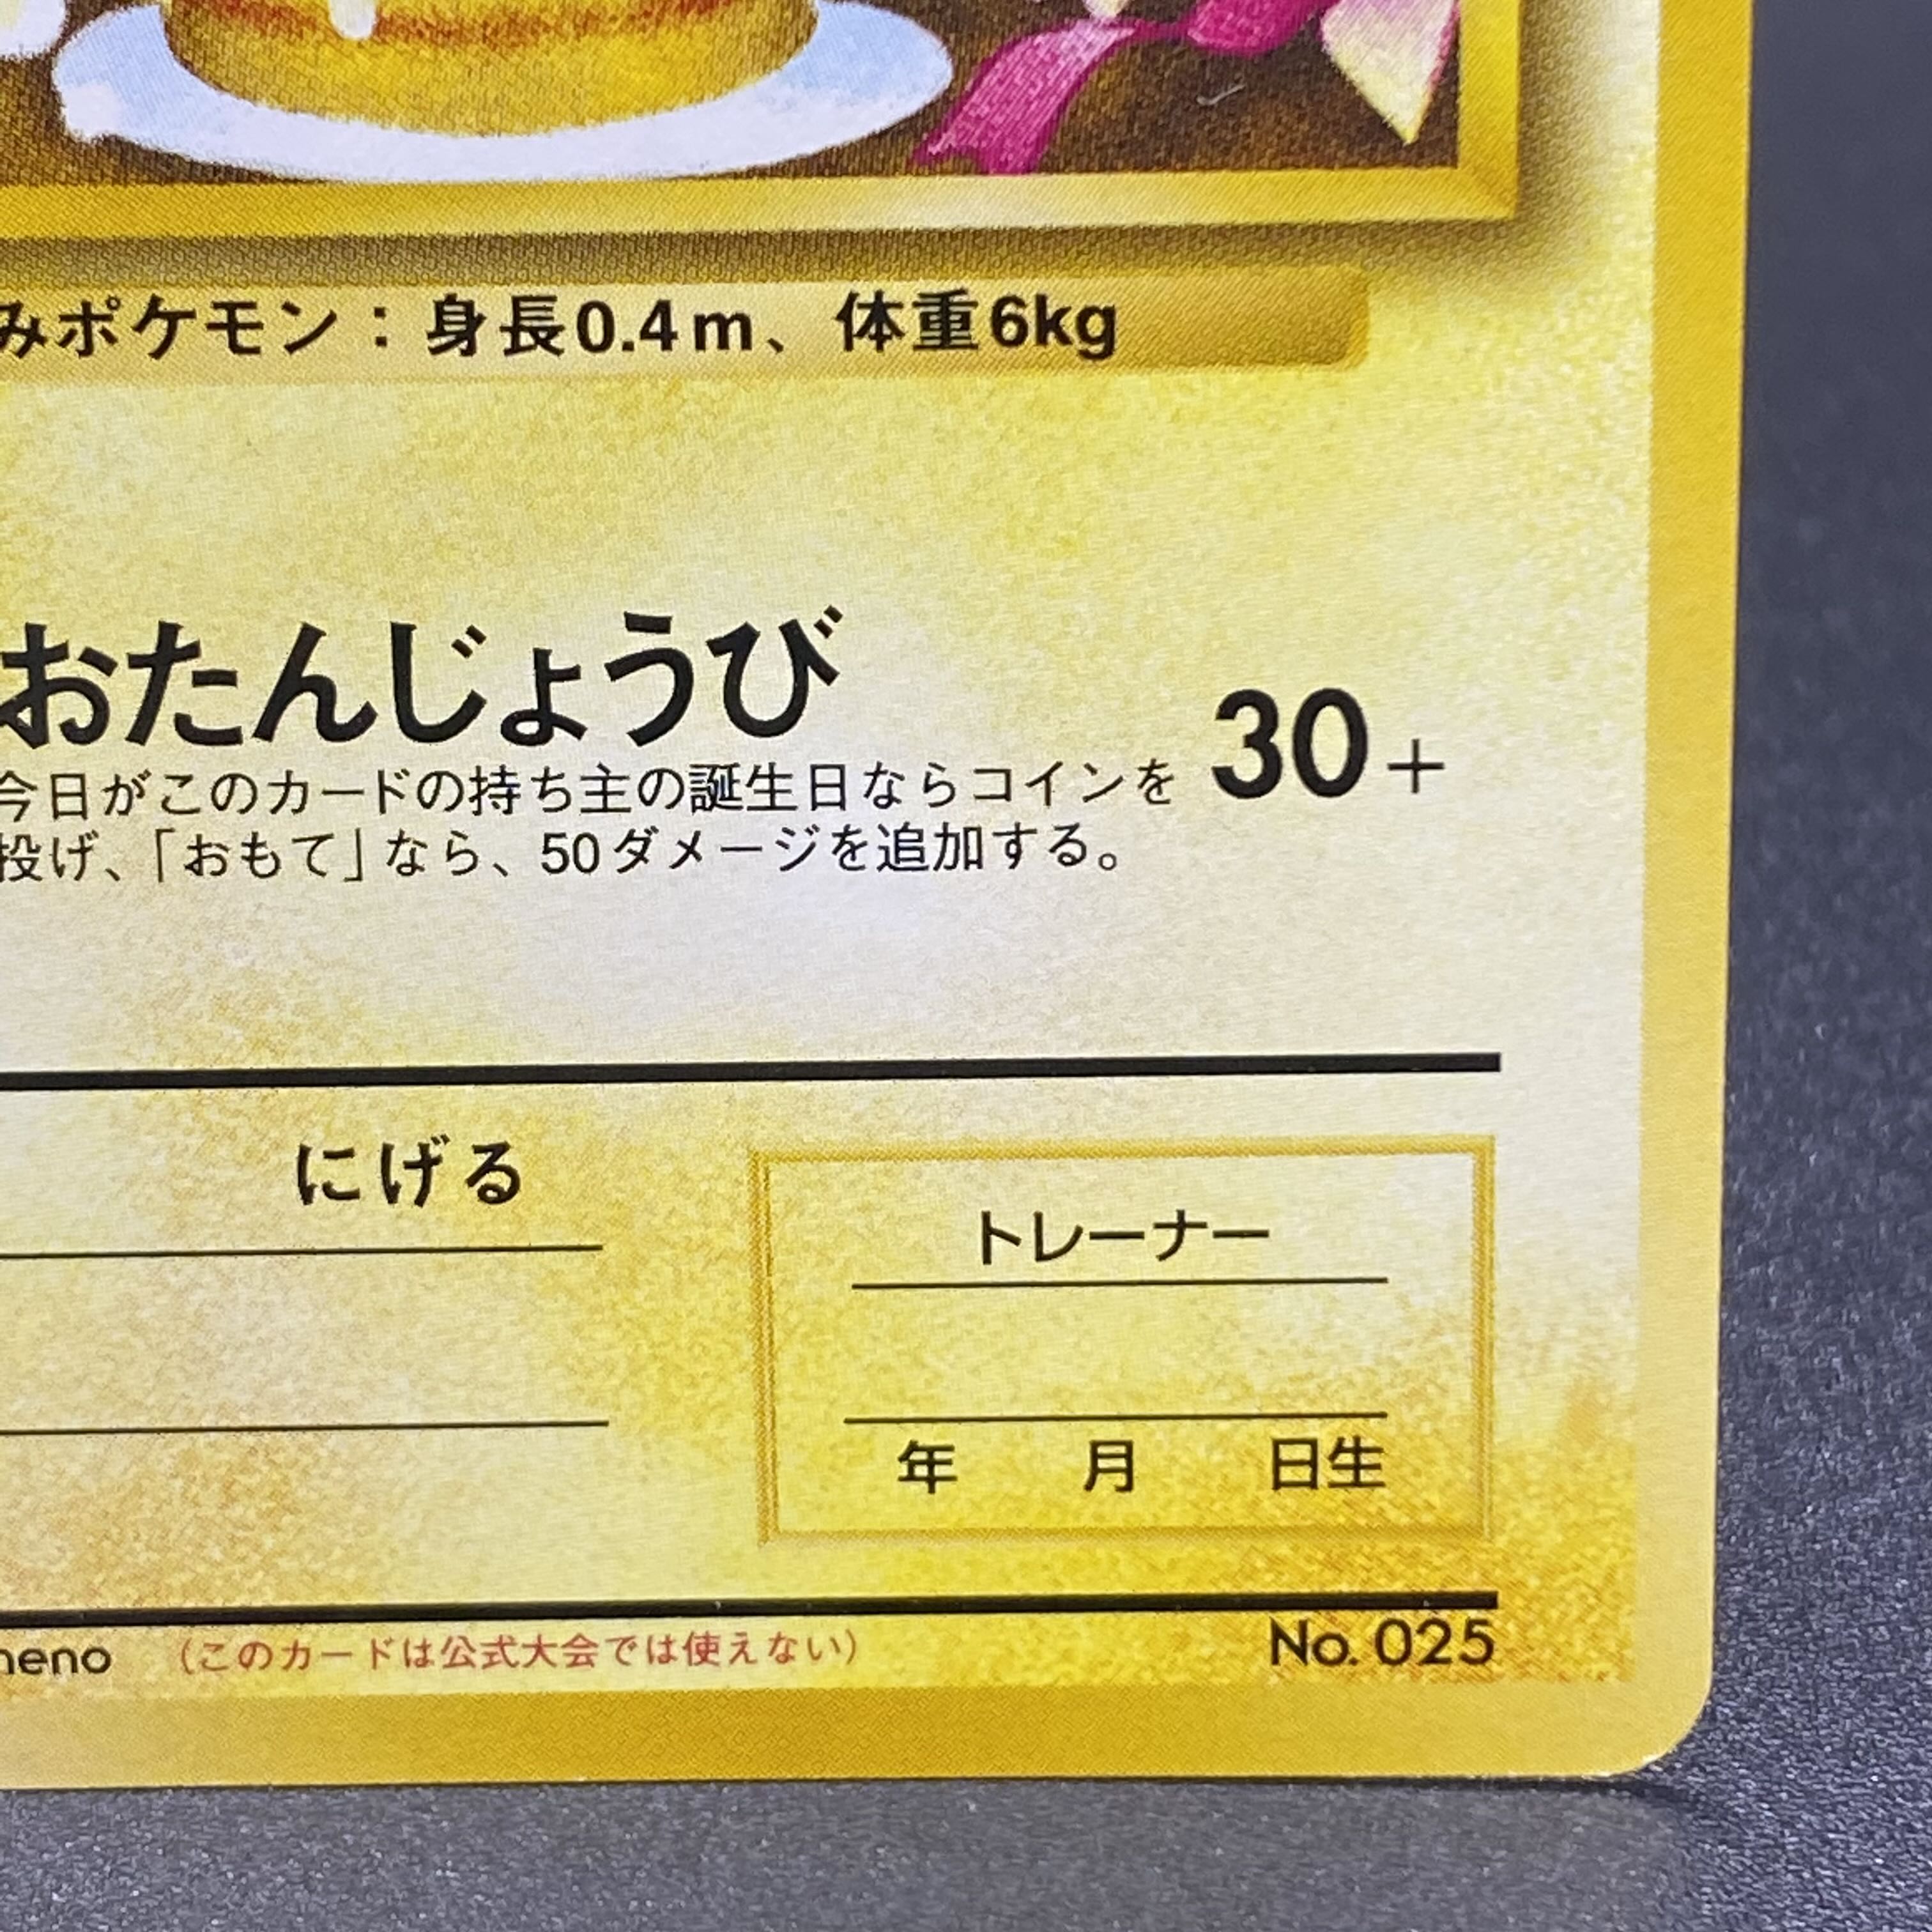 みポケモン：身長0.4m、体重6kg
おたんじょうび
30+
今日がこのカードの持ち主の誕生日ならコインを
投げ、「おもて」なら、50ダメージを追加する。
にげる
トレーナー
年 月 日生
neno （このカードは公式大会では使えない） No. 025